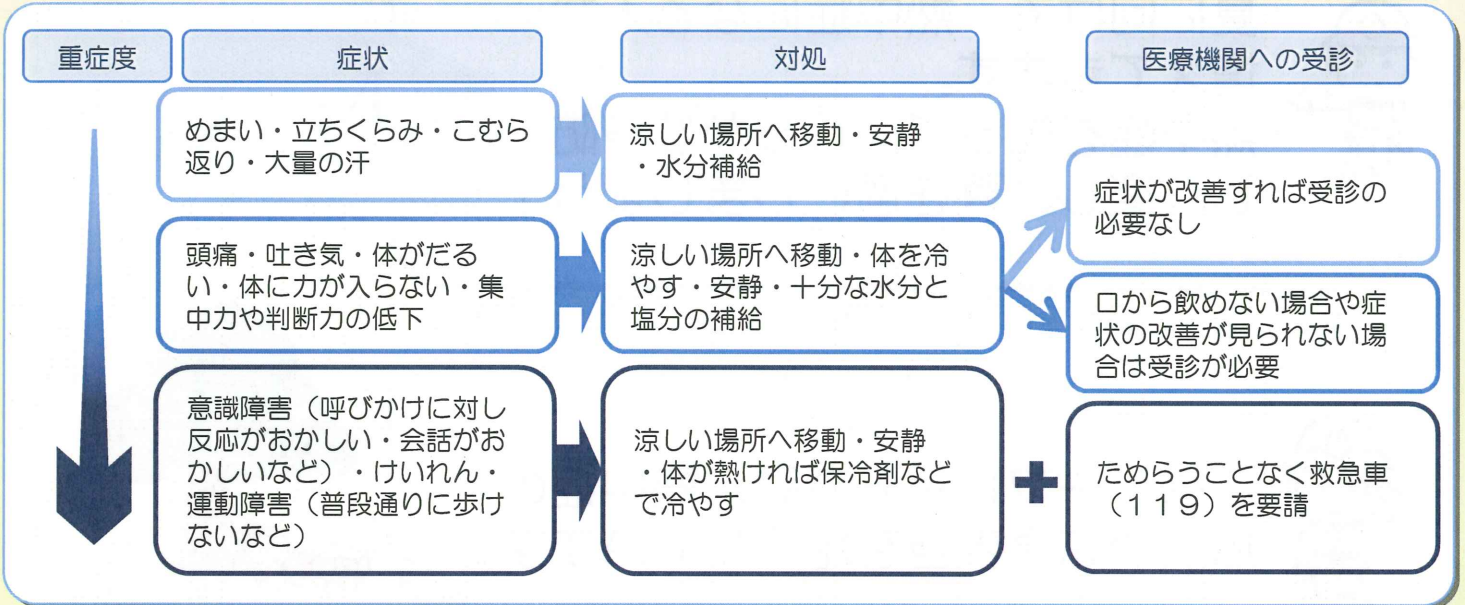 重症度
症状
対処
医療機関への受診
めまい・立ちくらみ・こむら
返り・大量の汗
涼しい場所へ移動・安静
・水分補給
頭痛・吐き気・体がだる
い・体に力が入らない・集
中力や判断力の低下
涼しい場所へ移動・体を冷
やす・安静・十分な水分と
塩分の補給
症状が改善すれば受診の
必要なし
口から飲めない場合や症
状の改善が見られない場
合は受診が必要
意識障害（呼びかけに対し
反応がおかしい・会話がお
かしいなど）・けいれん・
運動障害（普段通りに歩け
ないなど）
涼しい場所へ移動・安静
・体が熱ければ保冷剤など
で冷やす
ためらうことなく救急車
（１１９）を要請